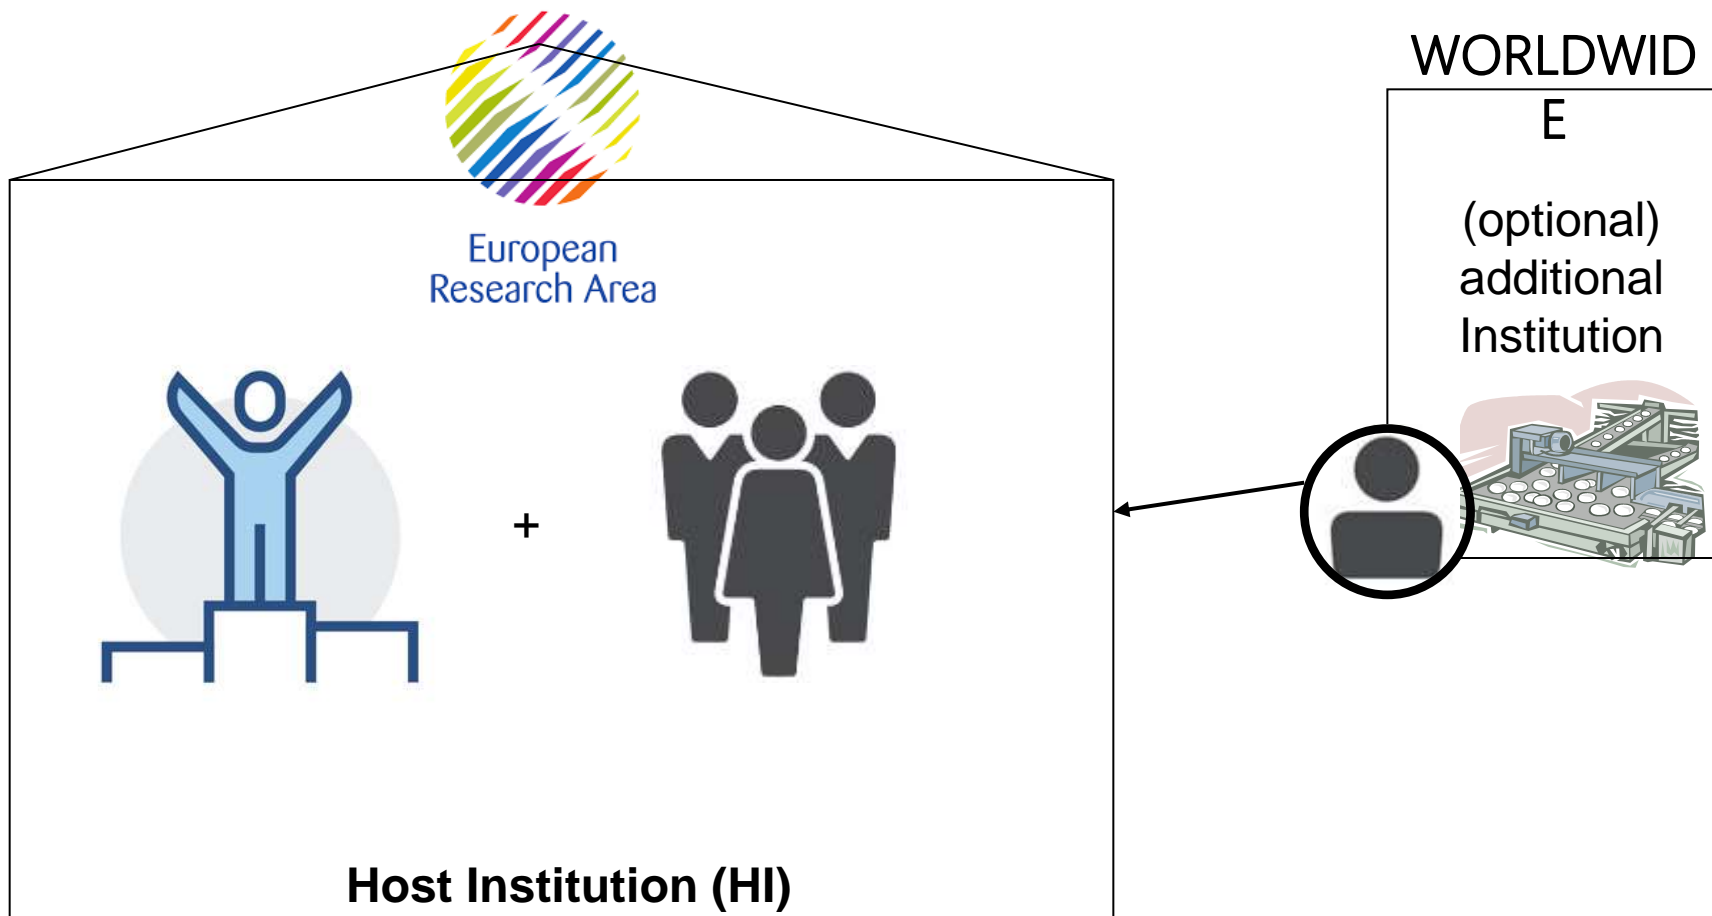 European
Research Area
+
Host Institution (HI)
WORLDWID
E
(optional)
additional
Institution